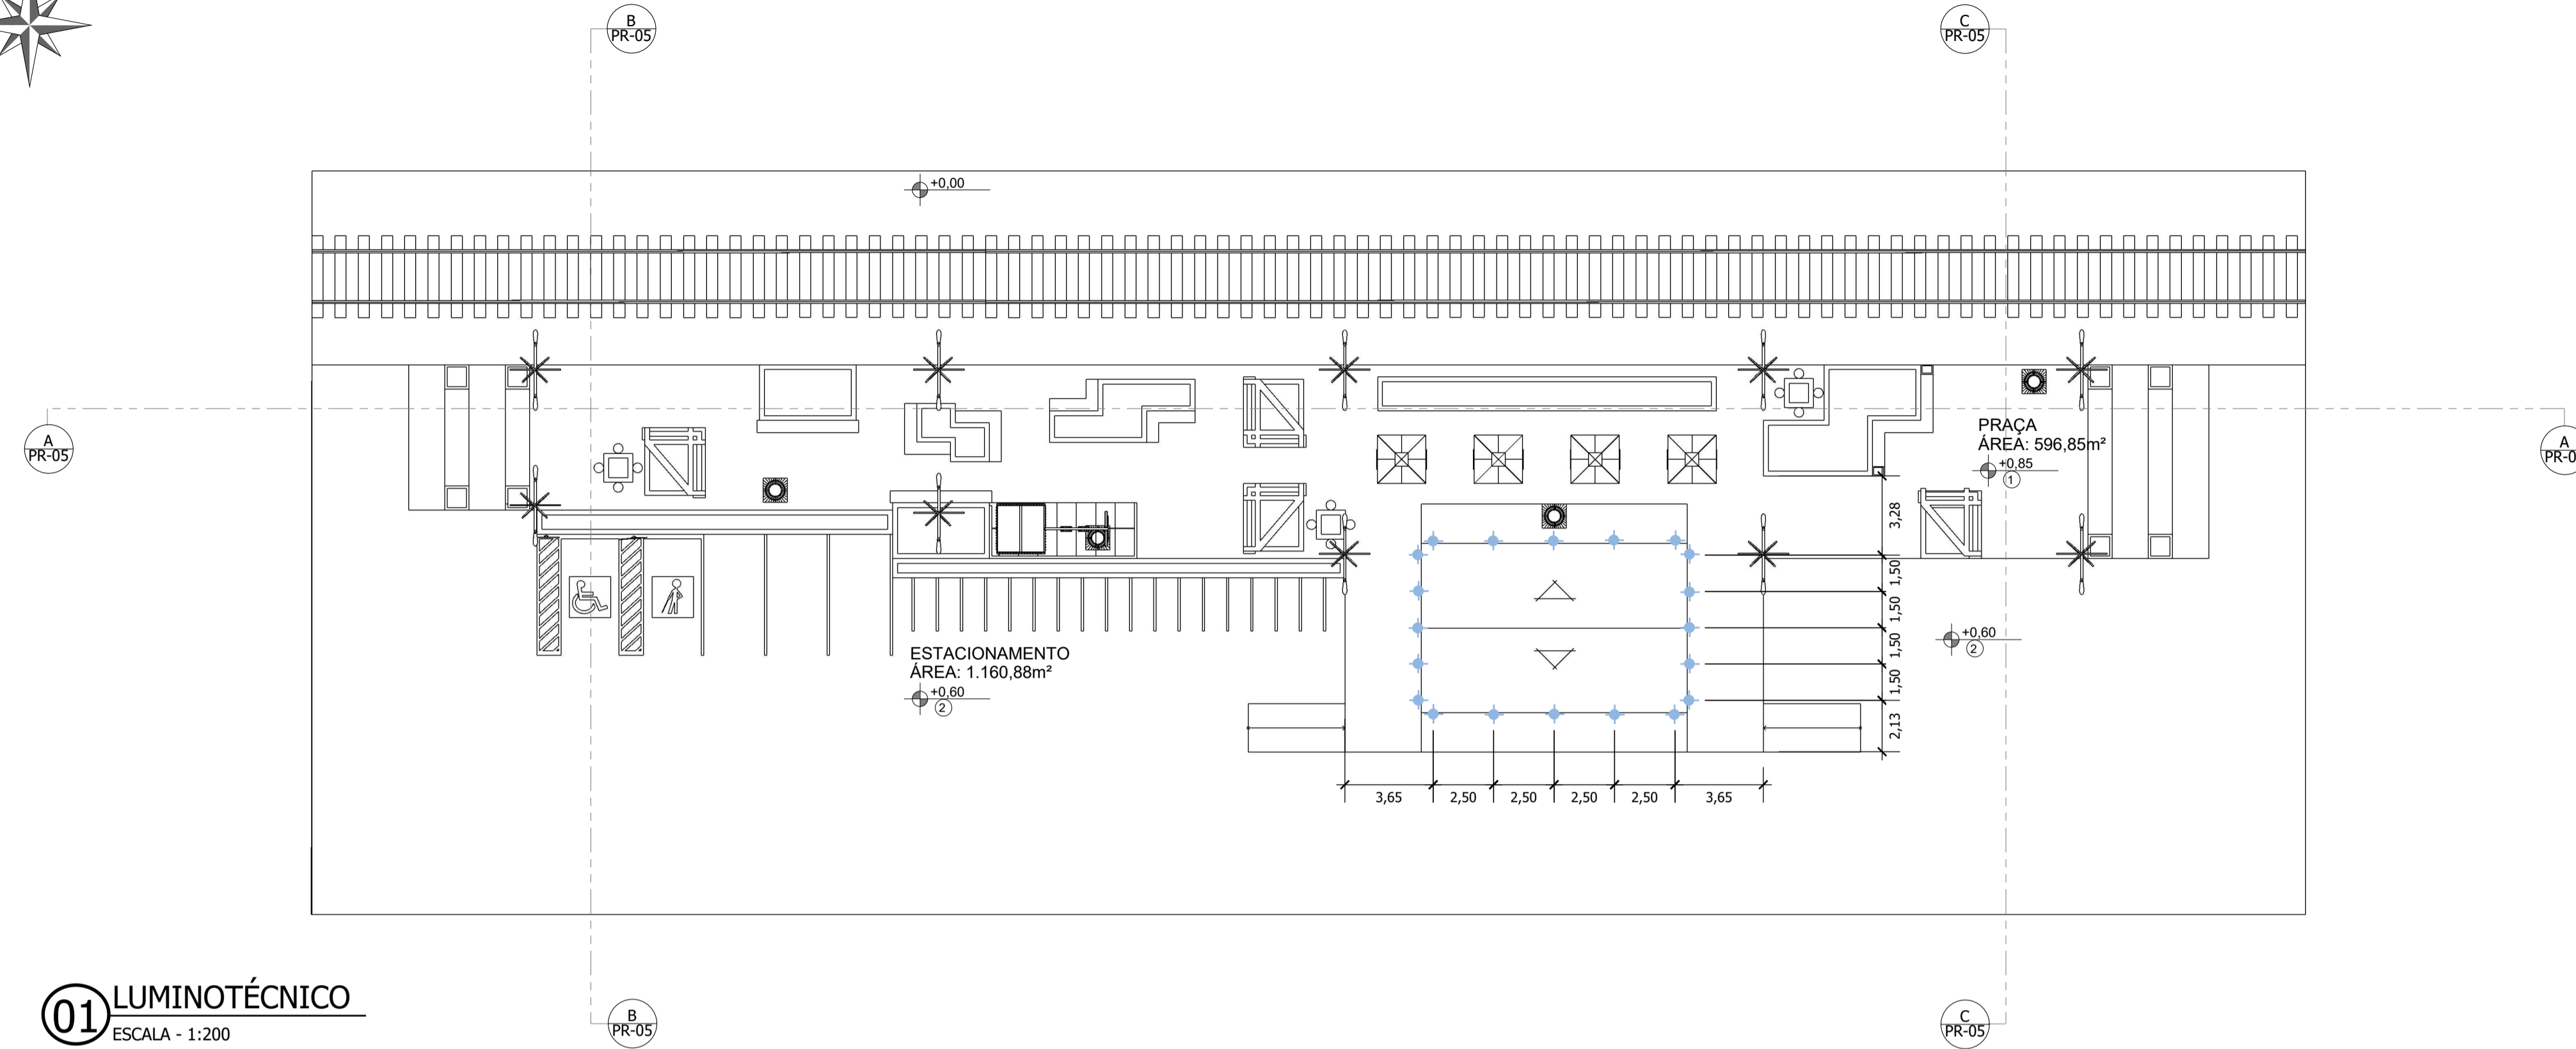 B
PR-05
C
PR-05
+0,00
A
PR-05
PRAÇA
ÁREA: 596,85m²
+0,85
1
A
PR-0
3,28
1,50
1,50
1,50
1,50
2,13
+0,60
2
ESTACIONAMENTO
ÁREA: 1.160,88m²
+0,60
2
3,65 2,50 2,50 2,50 2,50 3,65
01 LUMINOTÉCNICO
ESCALA - 1:200
B
PR-05
C
PR-05